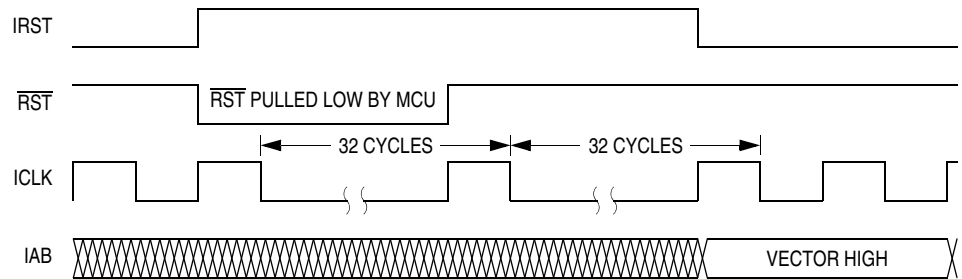 IRST
RST
RST PULLED LOW BY MCU
32 CYCLES
32 CYCLES
ICLK
IAB
VECTOR HIGH